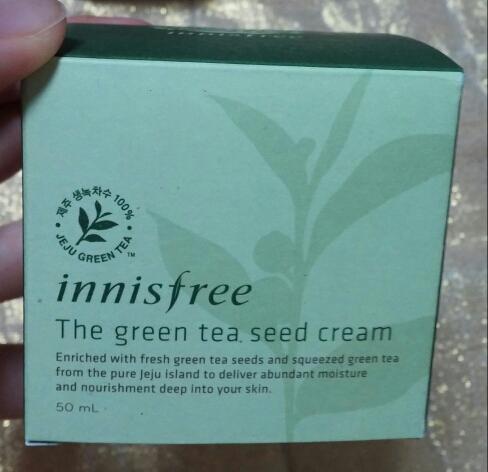 innisfree
제주 생녹차수 100%
• JEJU GREEN TEA •
TM
innisfree
The green tea seed cream
Enriched with fresh green tea seeds and squeezed green tea
from the pure Jeju island to deliver abundant moisture
and nourishment deep into your skin.
50 mL